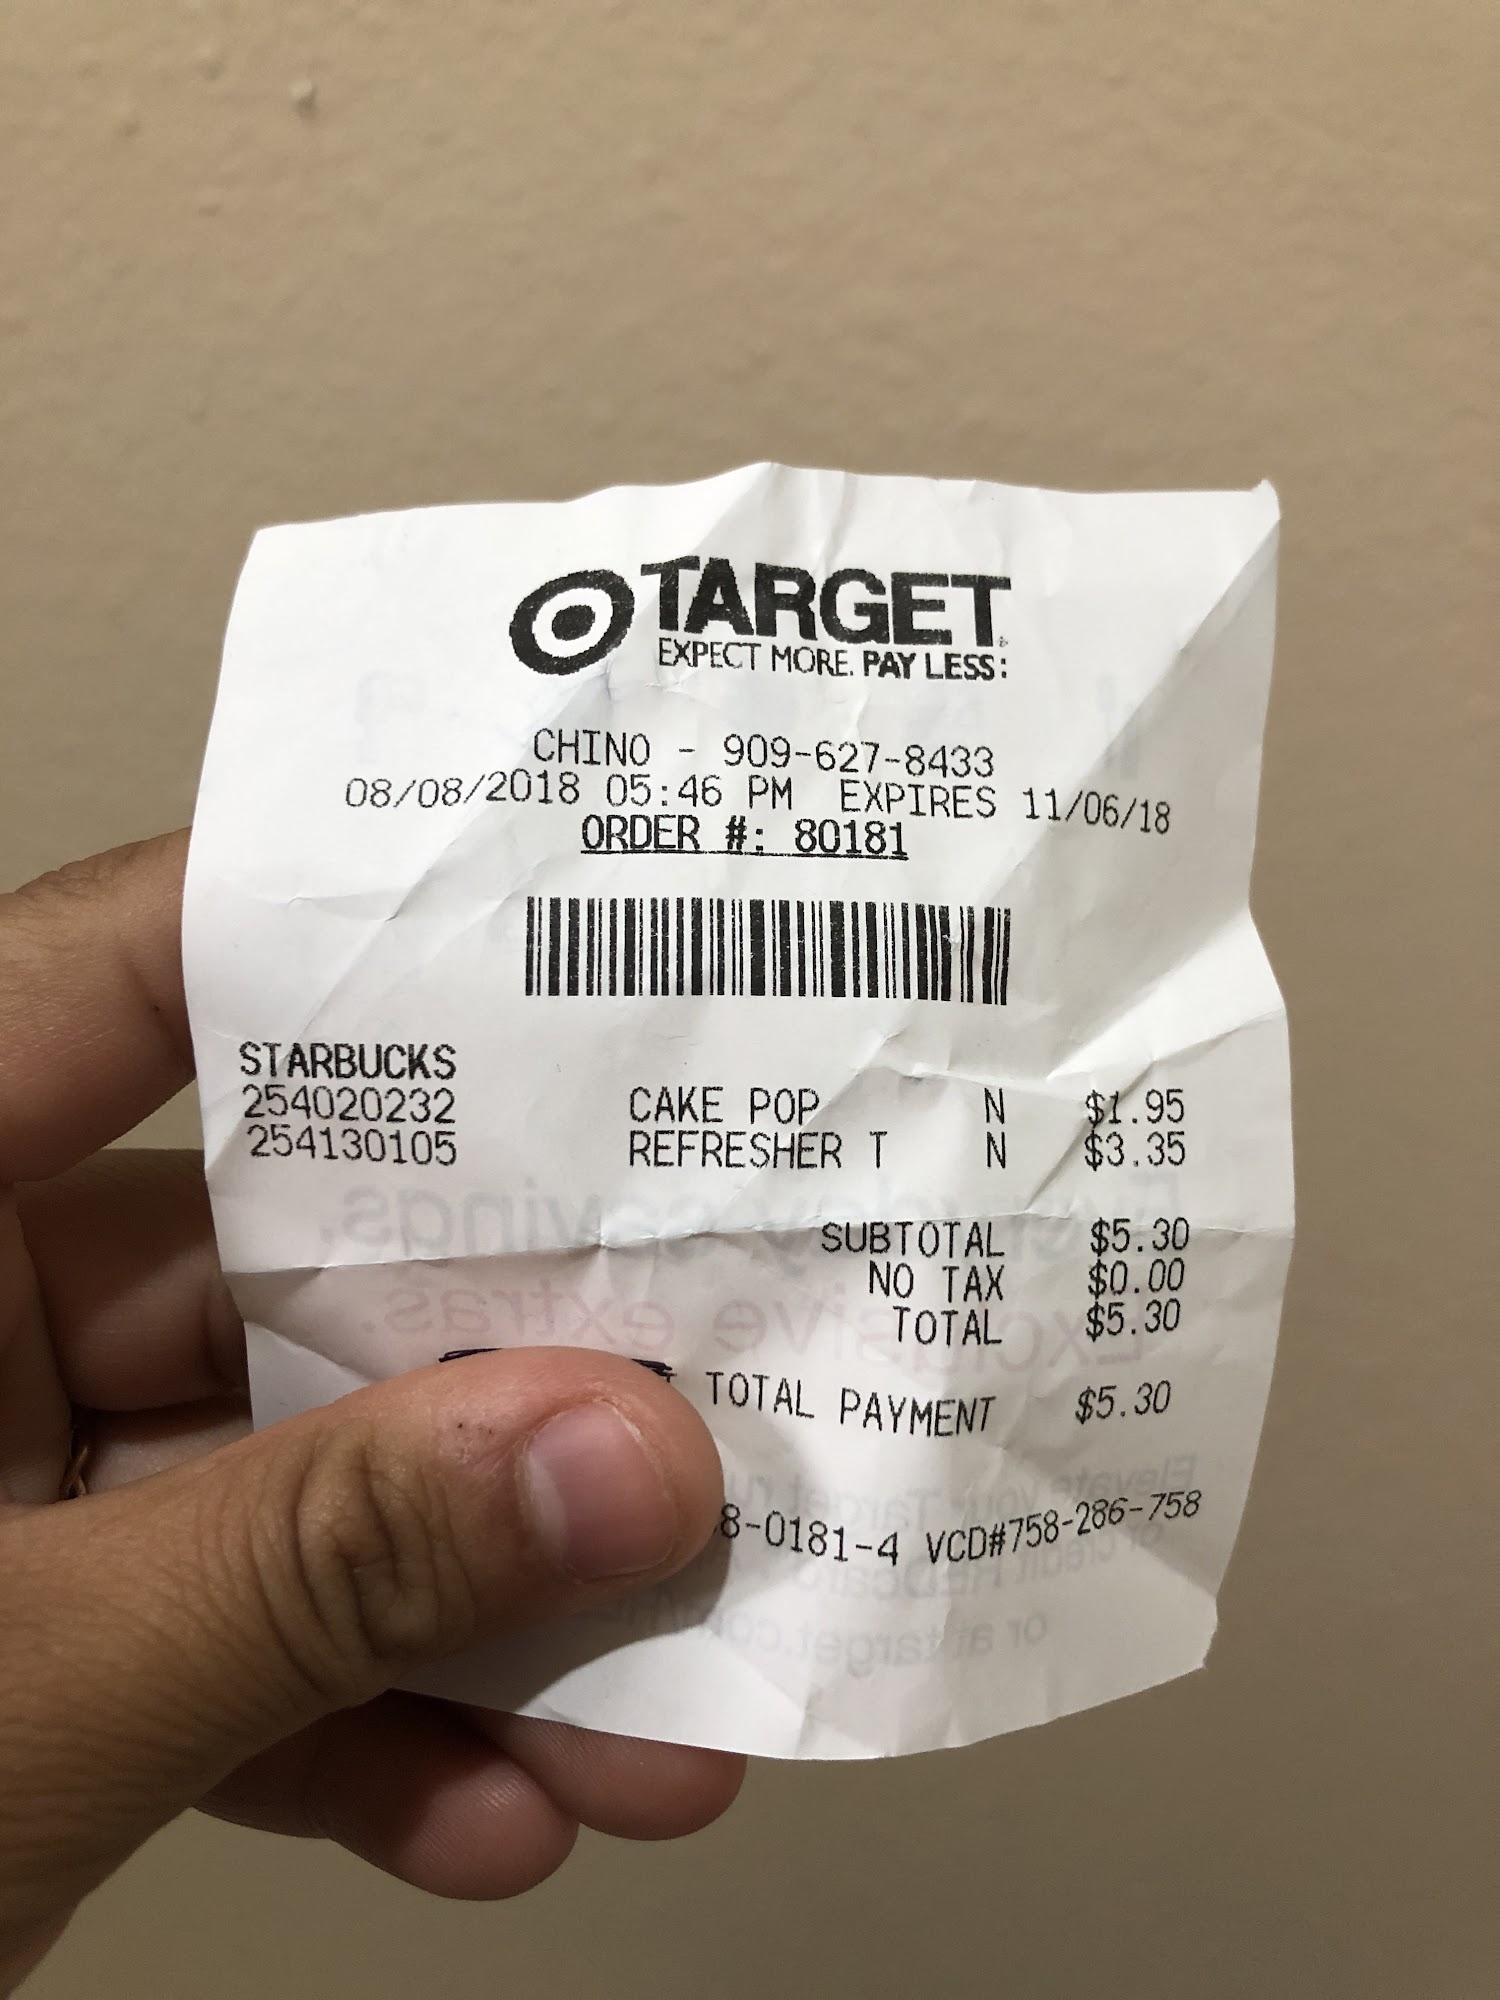 TARGET
EXPECT MORE. PAY LESS:
CHINO - 909-627-8433
08/08/2018 05:46 PM EXPIRES 11/06/18
ORDER #: 80181
STARBUCKS
254020232 CAKE POP N $1.95
254130105 REFRESHER T N $3.35
SUBTOTAL $5.30
NO TAX $0.00
TOTAL $5.30
TOTAL PAYMENT $5.30
8-0181-4 VCD#758-286-758